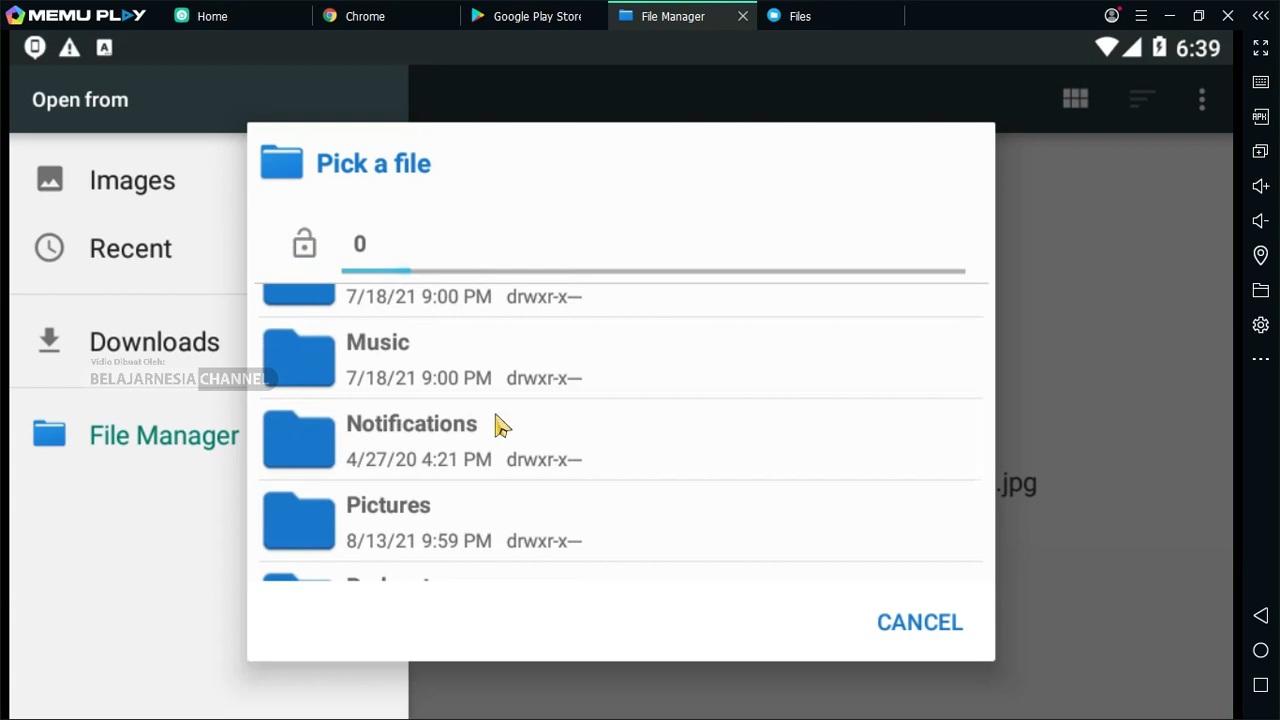 MEMU PLAY
Home
Chrome
Google Play Store
File Manager
Files
A
6:39
Open from
Images
Recent
Downloads
Vidio Dibuat Oleh:
BELAJARNESIA CHANNEL
File Manager
Pick a file
0
7/18/21 9:00 PM drwxr-x—
Music
7/18/21 9:00 PM drwxr-x—
Notifications
4/27/20 4:21 PM drwxr-x—
Pictures
8/13/21 9:59 PM drwxr-x—
CANCEL
.jpg
APK